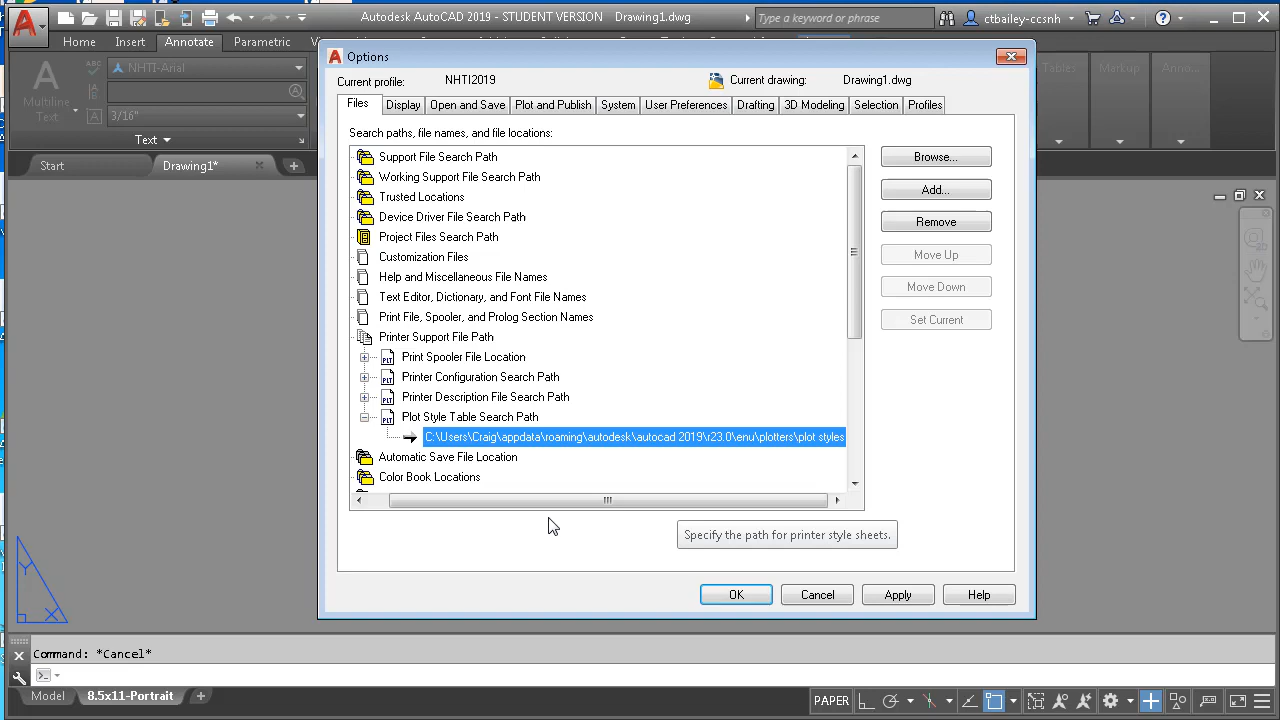 Autodesk AutoCAD 2019 - STUDENT VERSION Drawing1.dwg
Type a keyword or phrase
ctbailey-ccsnh
Home Insert Annotate Parametric
NHTI-Arial
Multiline
Text
3/16"
Text
Tables Markup Anno...
Start Drawing1*
Options
Current profile: NHTI2019 Current drawing: Drawing1.dwg
Files Display Open and Save Plot and Publish System User Preferences Drafting 3D Modeling Selection Profiles
Search paths, file names, and file locations:
Support File Search Path
Working Support File Search Path
Trusted Locations
Device Driver File Search Path
Project Files Search Path
Customization Files
Help and Miscellaneous File Names
Text Editor, Dictionary, and Font File Names
Print File, Spooler, and Prolog Section Names
Printer Support File Path
PLT Print Spooler File Location
PLT Printer Configuration Search Path
PLT Printer Description File Search Path
PLT Plot Style Table Search Path
C:\Users\Craig\appdata\roaming\autodesk\autocad 2019\r23.0\enu\plotters\plot styles
Automatic Save File Location
Color Book Locations
Browse...
Add...
Remove
Move Up
Move Down
Set Current
Specify the path for printer style sheets.
OK Cancel Apply Help
Y
X
Command: *Cancel*
Model 8.5x11-Portrait
PAPER